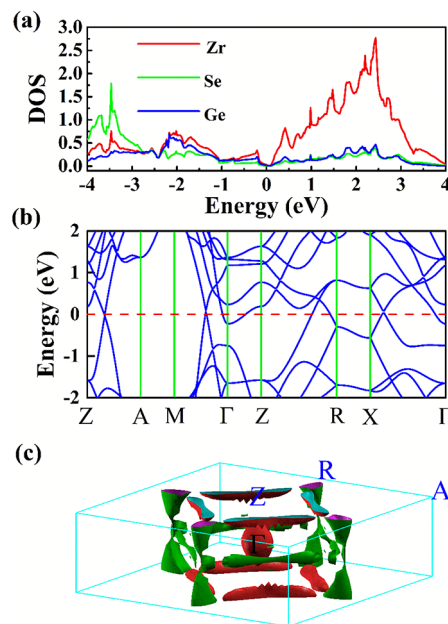 (a)
DOS
3.0
2.5
2.0
1.5
1.0
0.5
0.0
Zr
Se
Ge
-4 -3 -2 -1 0 1 2 3 4
Energy (eV)
(b)
Energy (eV)
2
1
0
-1
-2
Z A M Γ Z R X Γ
(c)
R
Z
A
Γ